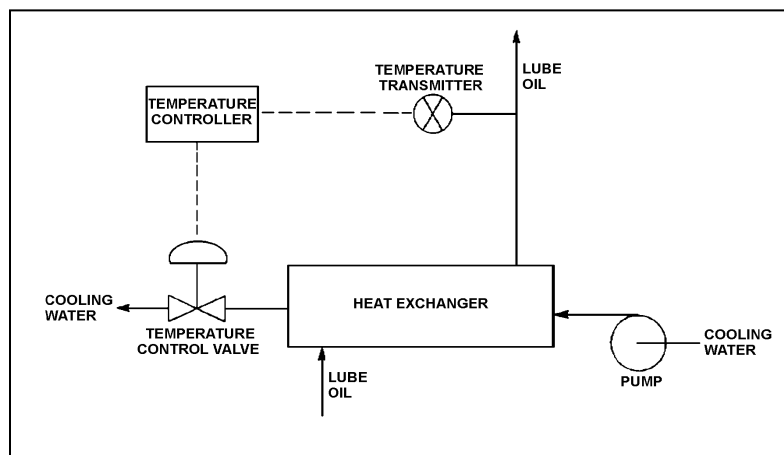 TEMPERATURE
TRANSMITTER
LUBE
OIL
TEMPERATURE
CONTROLLER
HEAT EXCHANGER
COOLING
WATER
TEMPERATURE
CONTROL VALVE
COOLING
WATER
PUMP
LUBE
OIL